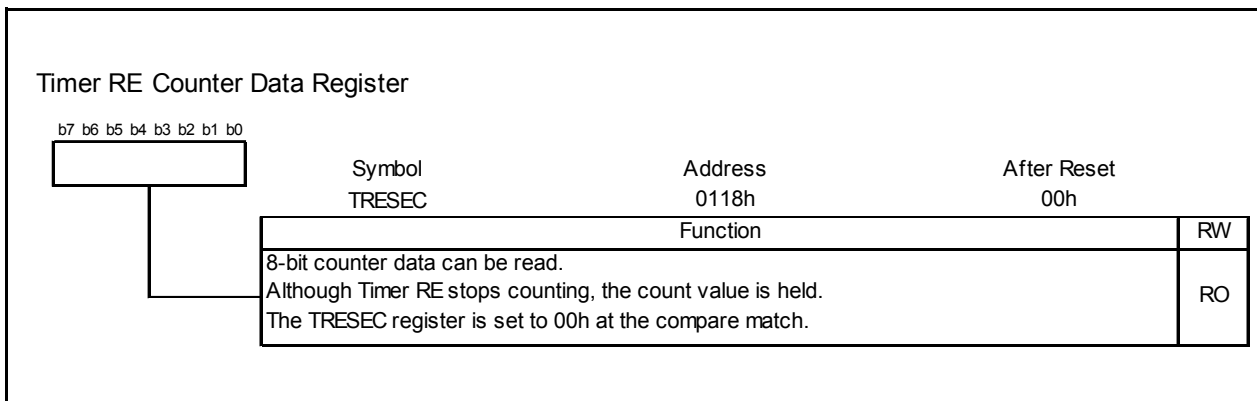 Timer RE Counter Data Register
b7 b6 b5 b4 b3 b2 b1 b0
Symbol Address After Reset
TRESEC 0118h 00h
Function RW
8-bit counter data can be read.
Although Timer RE stops counting, the count value is held.
The TRESEC register is set to 00h at the compare match.
RO